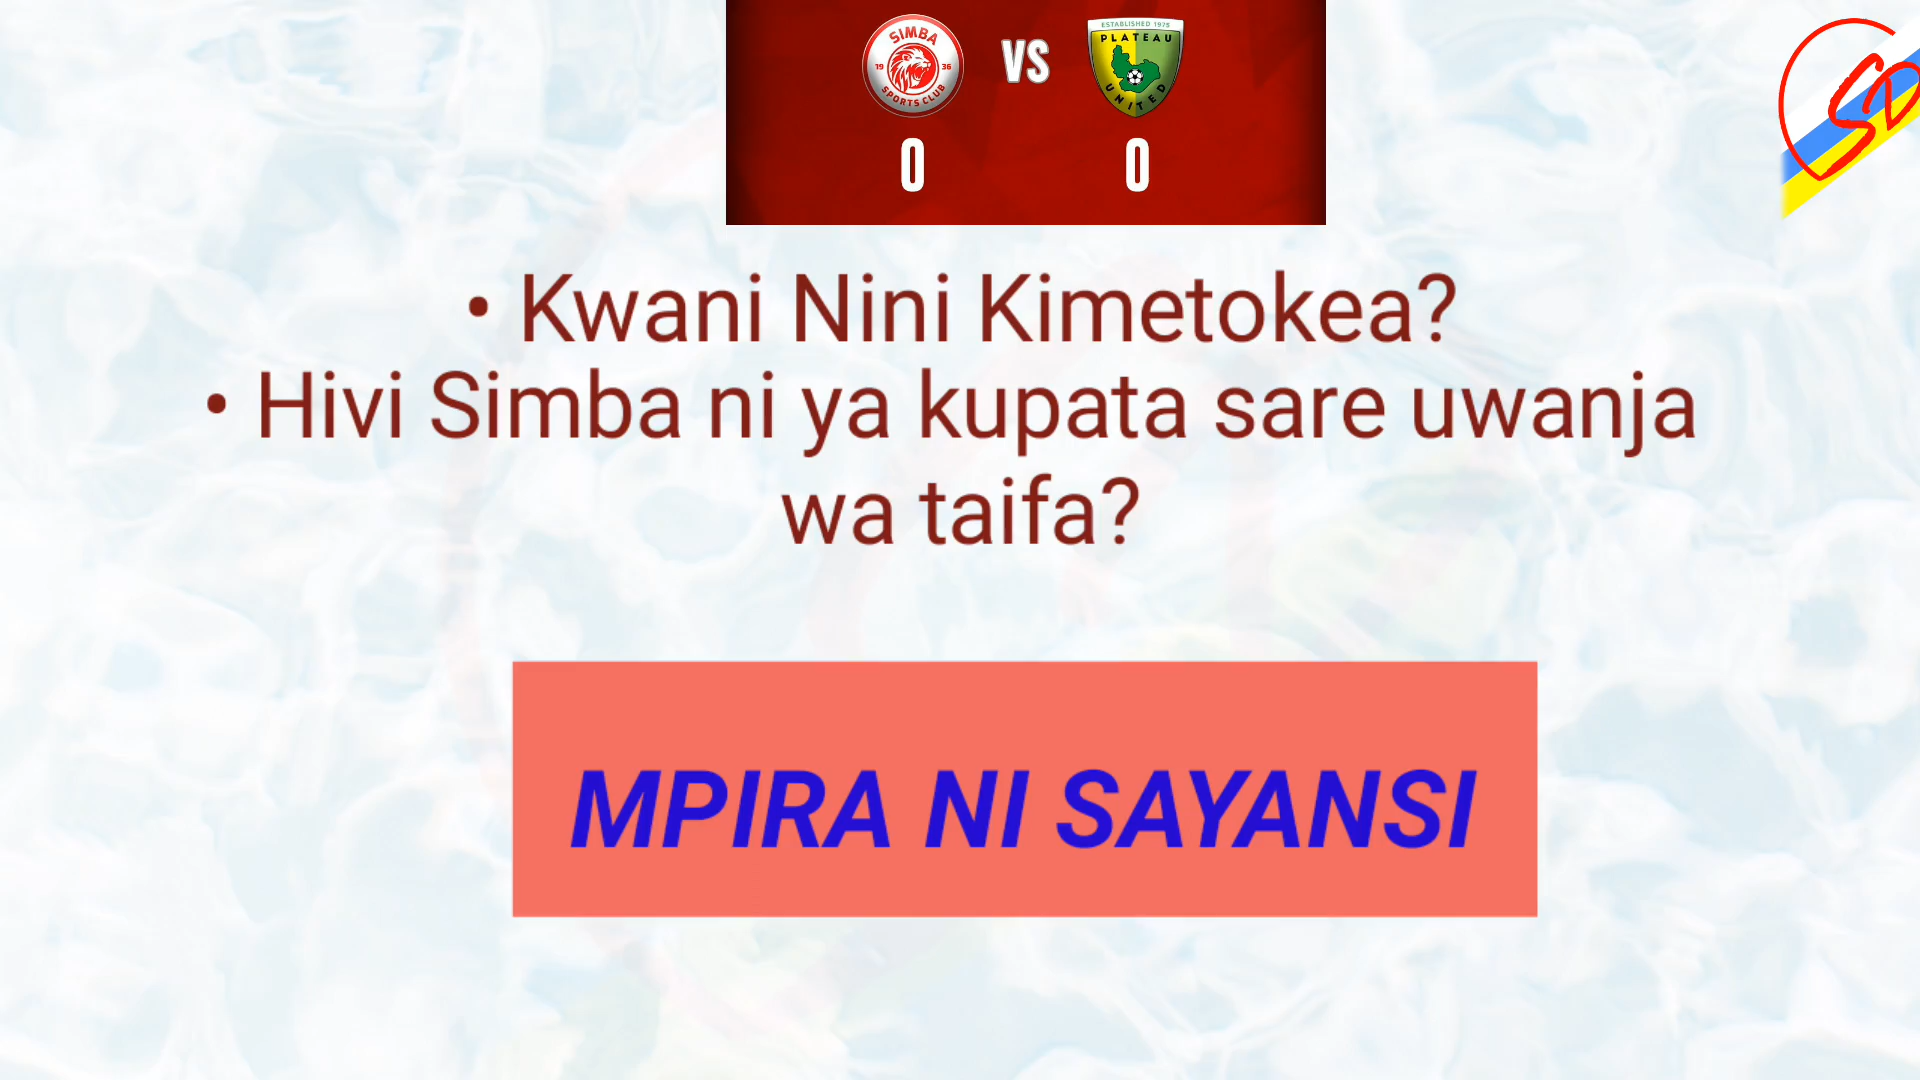 SIMBA
19 36
SPORTS CLUB
VS
ESTABLISHED 1975
PLATEAU
UNITED
0 0
SD
• Kwani Nini Kimetokea?
• Hivi Simba ni ya kupata sare uwanja
wa taifa?
MPIRA NI SAYANSI